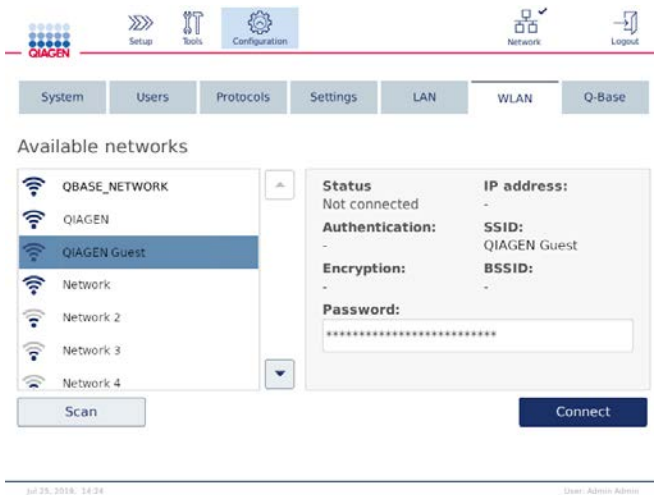 QIAGEN
Setup
Tools
Configuration
Network
Logout
System Users Protocols Settings LAN WLAN Q-Base
Available networks
QBASE_NETWORK
QIAGEN
QIAGEN Guest
Network
Network 2
Network 3
Network 4
Status
Not connected
IP address:
-
Authentication:
-
SSID:
QIAGEN Guest
Encryption:
-
BSSID:
-
Password:
**************************
Scan
Connect
Jul 25, 2018, 14:24
User: Admin Admin